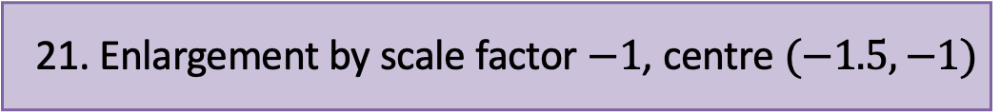 21. Enlargement by scale factor −1, centre (−1.5, −1)